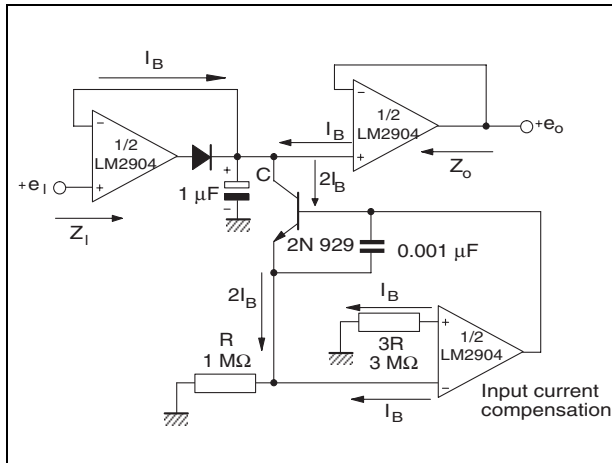 I_B
−
1/2
LM2904
+
+e_I
Z_I
+
1 μF
−
C
−
1/2
LM2904
+
I_B
+e_o
Z_o
2I_B
2N 929
0.001 μF
2I_B
R
1 MΩ
I_B
3R
3 MΩ
+
1/2
LM2904
−
I_B
Input current
compensation